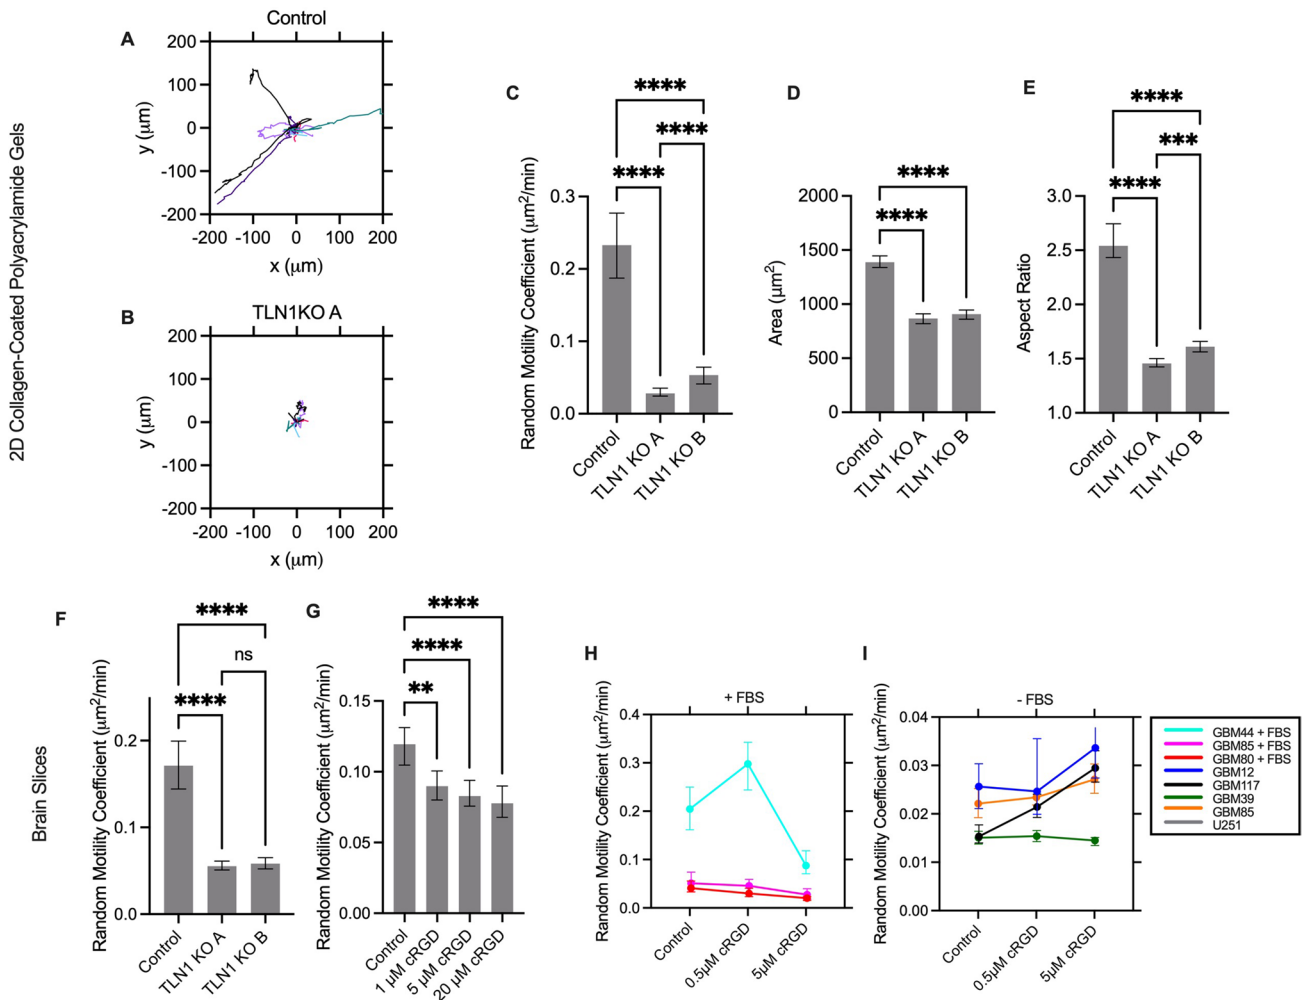 2D Collagen-Coated Polyacrylamide Gels
A
Control
y (μm)
200
100
0
-100
-200
-200 -100 0 100 200
x (μm)
B
TLN1KO A
y (μm)
200
100
0
-100
-200
-200 -100 0 100 200
x (μm)
C
Random Motility Coefficient (μm²/min)
****
****
****
0.3
0.2
0.1
0.0
Control
TLN1 KO A
TLN1 KO B
D
Area (μm²)
****
****
2000
1500
1000
500
0
Control
TLN1 KO A
TLN1 KO B
E
Aspect Ratio
****
***
****
3.0
2.5
2.0
1.5
1.0
Control
TLN1 KO A
TLN1 KO B
Brain Slices
F
Random Motility Coefficient (μm²/min)
****
ns
****
0.2
0.1
0.0
Control
TLN1 KO A
TLN1 KO B
G
Random Motility Coefficient (μm²/min)
****
****
**
0.15
0.10
0.05
0.00
Control
1 μM cRGD
5 μM cRGD
20 μM cRGD
H
+ FBS
Random Motility Coefficient (μm²/min)
0.4
0.3
0.2
0.1
0.0
Control
0.5μM cRGD
5μM cRGD
I
- FBS
Random Motility Coefficient (μm²/min)
0.04
0.03
0.02
0.01
0.00
Control
0.5μM cRGD
5μM cRGD
GBM44 + FBS
GBM85 + FBS
GBM80 + FBS
GBM12
GBM117
GBM39
GBM85
U251